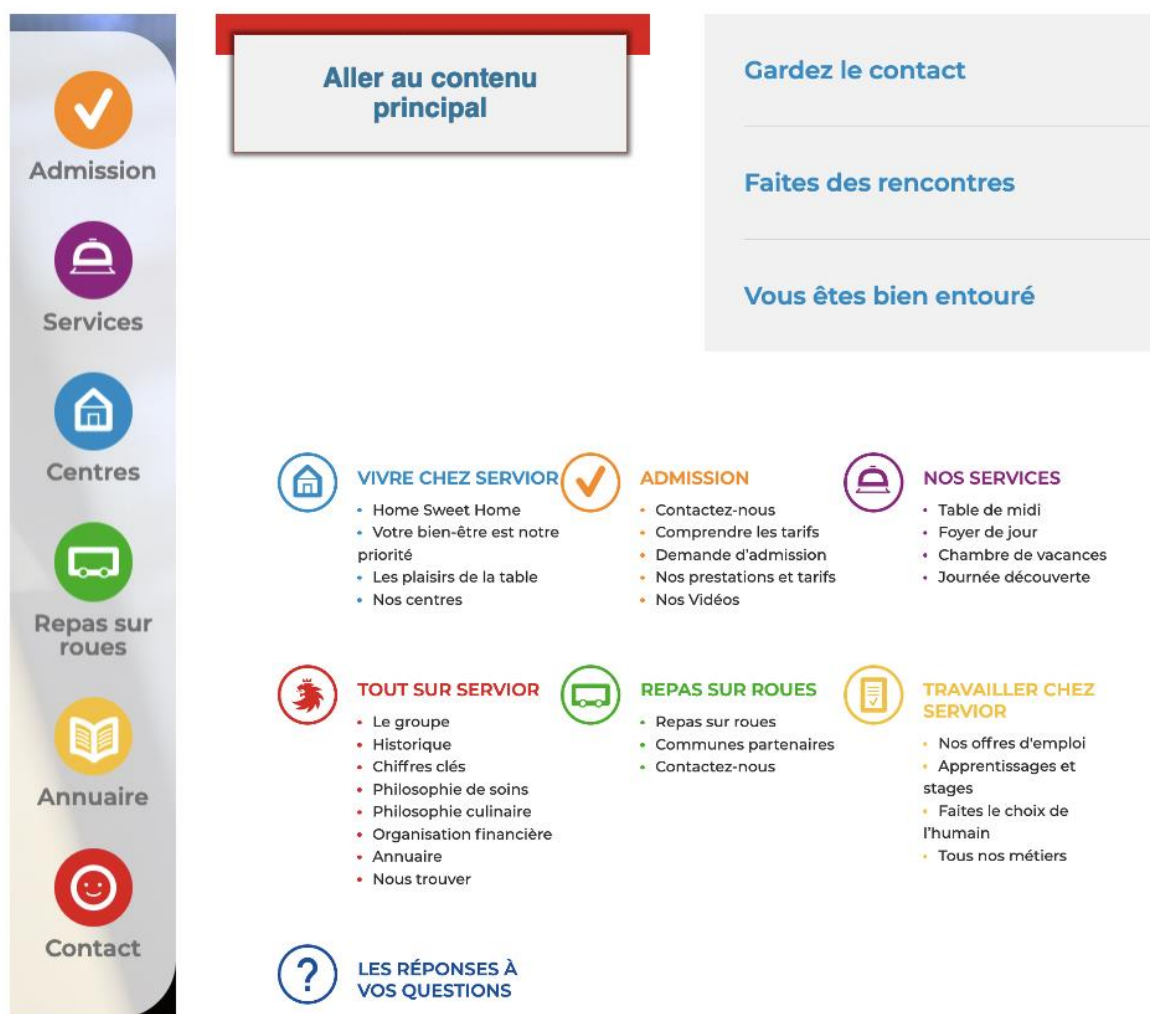 Admission
Services
Centres
Repas sur
roues
Annuaire
Contact
Aller au contenu
principal
Gardez le contact
Faites des rencontres
Vous êtes bien entouré
VIVRE CHEZ SERVIOR
• Home Sweet Home
• Votre bien-être est notre
priorité
• Les plaisirs de la table
• Nos centres
ADMISSION
• Contactez-nous
• Comprendre les tarifs
• Demande d'admission
• Nos prestations et tarifs
• Nos Vidéos
NOS SERVICES
• Table de midi
• Foyer de jour
• Chambre de vacances
• Journée découverte
TOUT SUR SERVIOR
• Le groupe
• Historique
• Chiffres clés
• Philosophie de soins
• Philosophie culinaire
• Organisation financière
• Annuaire
• Nous trouver
REPAS SUR ROUES
• Repas sur roues
• Communes partenaires
• Contactez-nous
TRAVAILLER CHEZ
SERVIOR
• Nos offres d'emploi
• Apprentissages et
stages
• Faites le choix de
l'humain
• Tous nos métiers
LES RÉPONSES À
VOS QUESTIONS